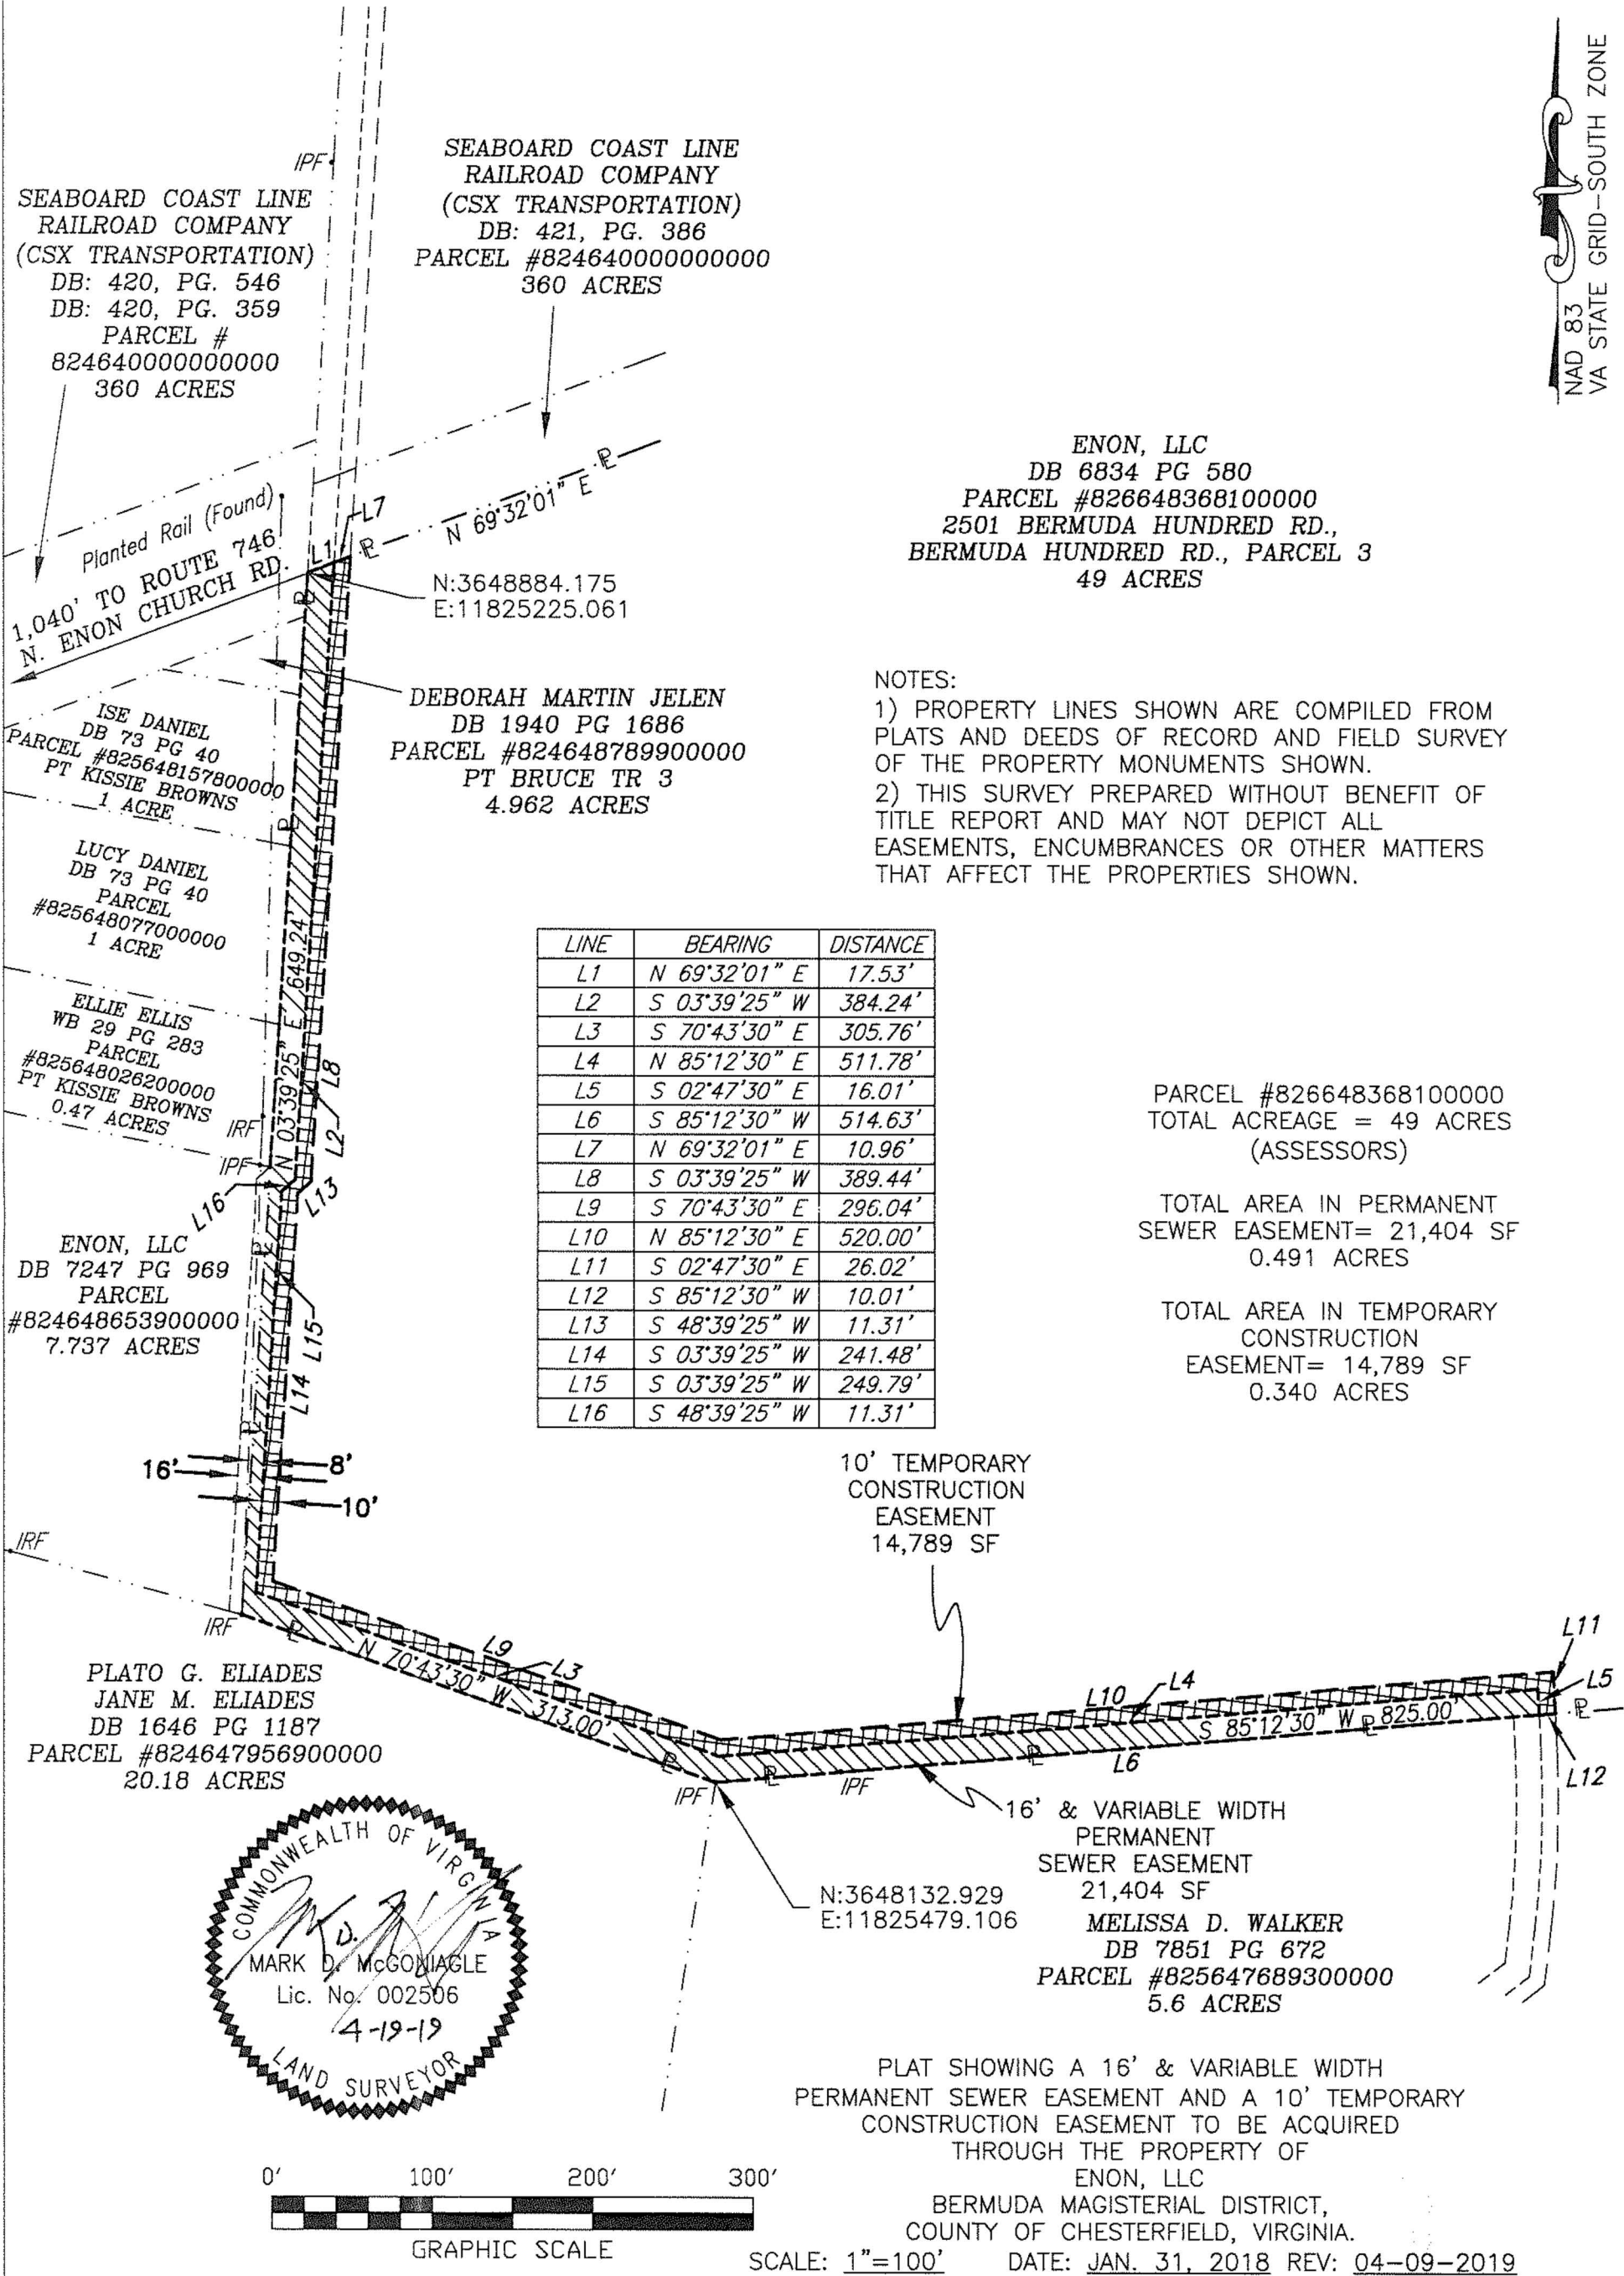 NAD 83
VA STATE GRID-SOUTH ZONE
IPF
SEABOARD COAST LINE
RAILROAD COMPANY
(CSX TRANSPORTATION)
DB: 420, PG. 546
DB: 420, PG. 359
PARCEL #
824640000000000
360 ACRES
SEABOARD COAST LINE
RAILROAD COMPANY
(CSX TRANSPORTATION)
DB: 421, PG. 386
PARCEL #824640000000000
360 ACRES
ENON, LLC
DB 6834 PG 580
PARCEL #826648368100000
2501 BERMUDA HUNDRED RD.,
BERMUDA HUNDRED RD., PARCEL 3
49 ACRES
Planted Rail (Found)
1,040' TO ROUTE 746
N. ENON CHURCH RD.
L1
L7
N 69°32'01" E
N:3648884.175
E:11825225.061
DEBORAH MARTIN JELEN
DB 1940 PG 1686
PARCEL #824648789900000
PT BRUCE TR 3
4.962 ACRES
ISE DANIEL
DB 73 PG 40
PARCEL #825648157800000
PT KISSIE BROWNS
1 ACRE
LUCY DANIEL
DB 73 PG 40
PARCEL
#825648077000000
1 ACRE
ELLIE ELLIS
WB 29 PG 283
PARCEL
#825648026200000
PT KISSIE BROWNS
0.47 ACRES
IRF
IPF
N 03°39'25" E 649.24'
L2
L8
L13
L16
NOTES:
1) PROPERTY LINES SHOWN ARE COMPILED FROM
PLATS AND DEEDS OF RECORD AND FIELD SURVEY
OF THE PROPERTY MONUMENTS SHOWN.
2) THIS SURVEY PREPARED WITHOUT BENEFIT OF
TITLE REPORT AND MAY NOT DEPICT ALL
EASEMENTS, ENCUMBRANCES OR OTHER MATTERS
THAT AFFECT THE PROPERTIES SHOWN.
LINE BEARING DISTANCE
L1 N 69°32'01" E 17.53'
L2 S 03°39'25" W 384.24'
L3 S 70°43'30" E 305.76'
L4 N 85°12'30" E 511.78'
L5 S 02°47'30" E 16.01'
L6 S 85°12'30" W 514.63'
L7 N 69°32'01" E 10.96'
L8 S 03°39'25" W 389.44'
L9 S 70°43'30" E 296.04'
L10 N 85°12'30" E 520.00'
L11 S 02°47'30" E 26.02'
L12 S 85°12'30" W 10.01'
L13 S 48°39'25" W 11.31'
L14 S 03°39'25" W 241.48'
L15 S 03°39'25" W 249.79'
L16 S 48°39'25" W 11.31'
PARCEL #826648368100000
TOTAL ACREAGE = 49 ACRES
(ASSESSORS)
TOTAL AREA IN PERMANENT
SEWER EASEMENT= 21,404 SF
0.491 ACRES
TOTAL AREA IN TEMPORARY
CONSTRUCTION
EASEMENT= 14,789 SF
0.340 ACRES
ENON, LLC
DB 7247 PG 969
PARCEL
#824648653900000
7.737 ACRES
L15
L14
16'
8'
10'
IRF
IRF
10' TEMPORARY
CONSTRUCTION
EASEMENT
14,789 SF
PLATO G. ELIADES
JANE M. ELIADES
DB 1646 PG 1187
PARCEL #824647956900000
20.18 ACRES
L9
L3
N 70°43'30" W 313.00'
L10
L4
S 85°12'30" W 825.00'
L6
L11
L5
L12
IPF
IPF
16' & VARIABLE WIDTH
PERMANENT
SEWER EASEMENT
21,404 SF
N:3648132.929
E:11825479.106
MELISSA D. WALKER
DB 7851 PG 672
PARCEL #825647689300000
5.6 ACRES
COMMONWEALTH OF VIRGINIA
MARK D. McGONIAGLE
Lic. No. 002506
4-19-19
LAND SURVEYOR
PLAT SHOWING A 16' & VARIABLE WIDTH
PERMANENT SEWER EASEMENT AND A 10' TEMPORARY
CONSTRUCTION EASEMENT TO BE ACQUIRED
THROUGH THE PROPERTY OF
ENON, LLC
BERMUDA MAGISTERIAL DISTRICT,
COUNTY OF CHESTERFIELD, VIRGINIA.
0' 100' 200' 300'
GRAPHIC SCALE
SCALE: 1"=100' DATE: JAN. 31, 2018 REV: 04-09-2019